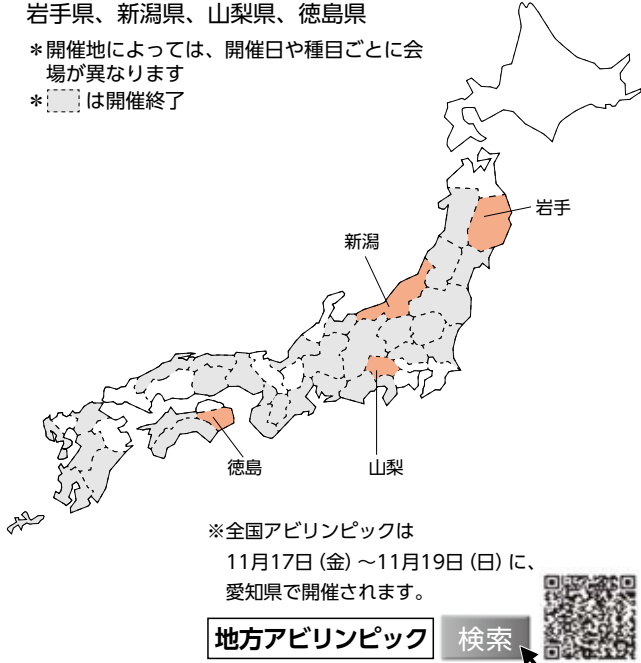 岩手県、新潟県、山梨県、徳島県
＊開催地によっては、開催日や種目ごとに会
場が異なります
＊ は開催終了
岩手
新潟
徳島
山梨
※全国アビリンピックは
11月17日（金）～11月19日（日）に、
愛知県で開催されます。
地方アビリンピック 検索